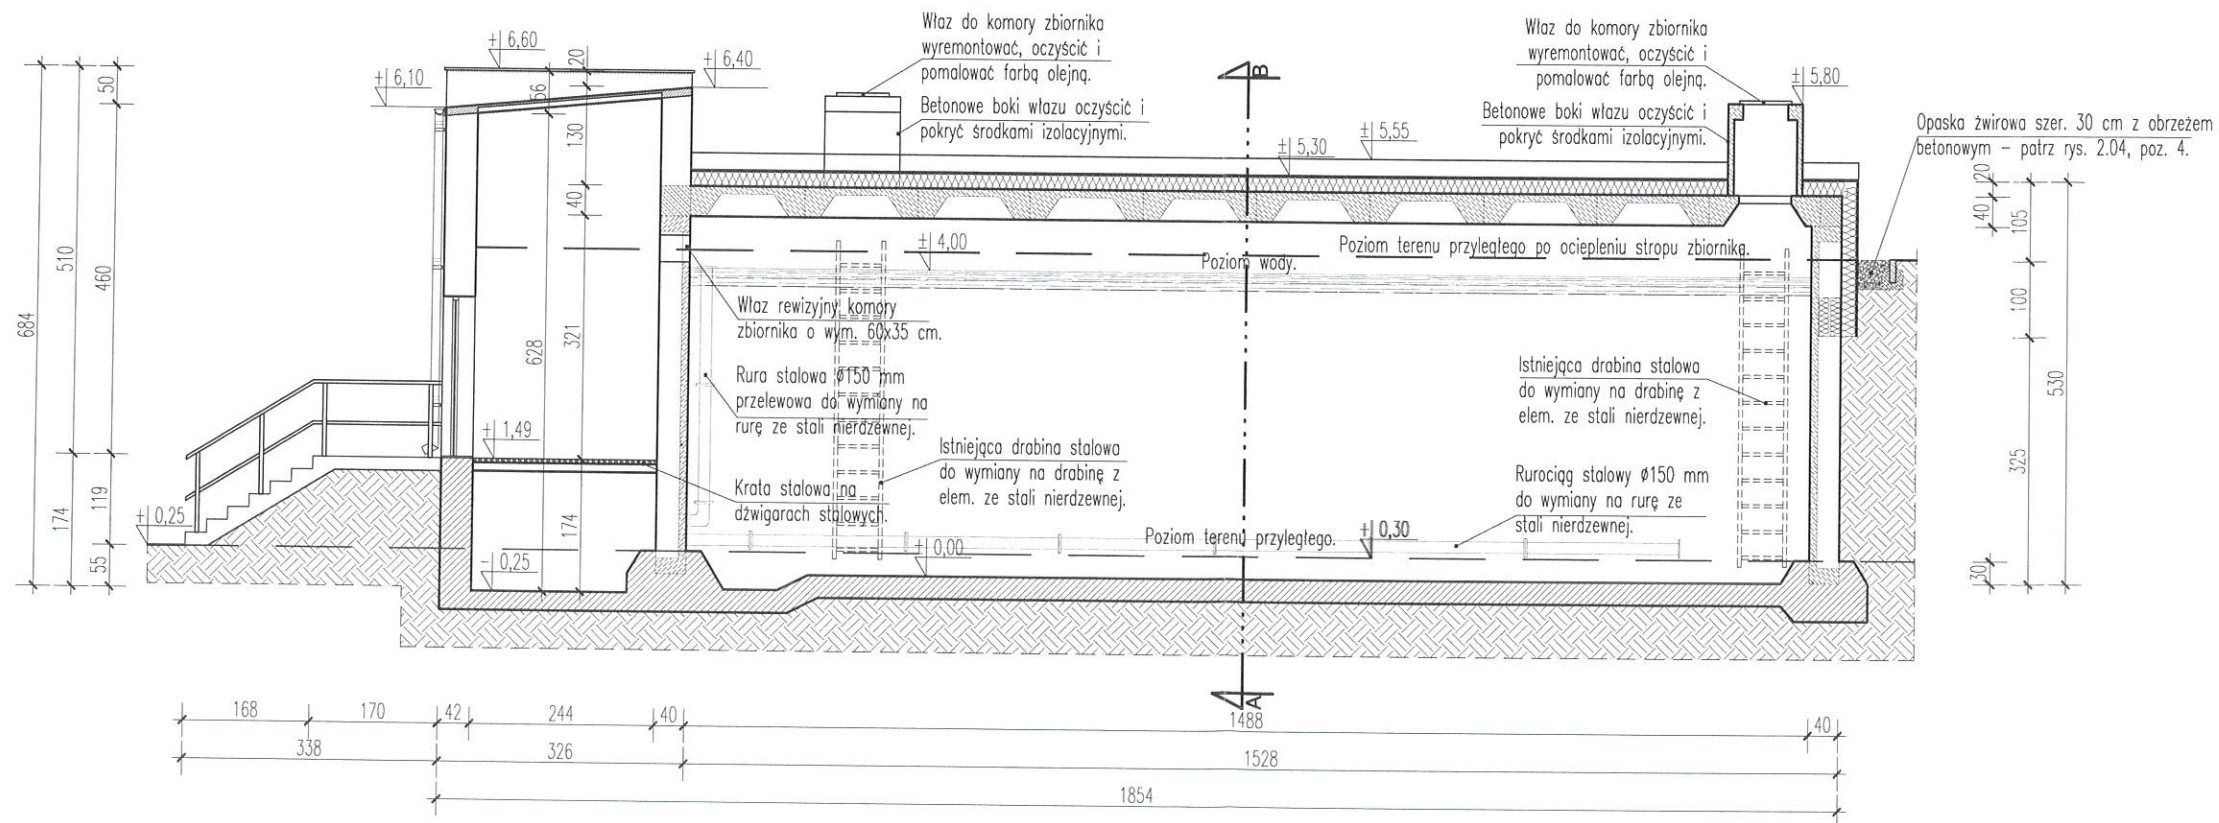 Właz do komory zbiornika
wyremontować, oczyścić i
pomalować farbą olejną.
Betonowe boki włazu oczyścić i
pokryć środkami izolacyjnymi.
Właz do komory zbiornika
wyremontować, oczyścić i
pomalować farbą olejną.
Betonowe boki włazu oczyścić i
pokryć środkami izolacyjnymi.
Opaska żwirowa szer. 30 cm z obrzeżem
betonowym – patrz rys. 2.04, poz. 4.
± 6,60
± 6,10
± 6,40
± 5,80
± 5,55
± 5,30
B
± 4,00
Poziom wody.
Poziom terenu przyległego po ociepleniu stropu zbiornika.
Właz rewizyjny komory
zbiornika o wym. 60x35 cm.
Rura stalowa ø150 mm
przelewowa do wymiany na
rurę ze stali nierdzewnej.
Istniejąca drabina stalowa
do wymiany na drabinę z
elem. ze stali nierdzewnej.
Istniejąca drabina stalowa
do wymiany na drabinę z
elem. ze stali nierdzewnej.
Krata stalowa na
dźwigarach stalowych.
Rurociąg stalowy ø150 mm
do wymiany na rurę ze
stali nierdzewnej.
Poziom terenu przyległego.
± 0,30
± 0,00
± 1,49
± 0,25
- 0,25
A
684
510
174
50
460
119
55
20
56
130
40
321
628
174
20
40
105
100
325
30
530
168
170
42
244
40
1488
40
338
326
1528
1854